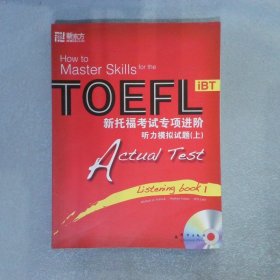 新东方
How to
Master Skills for the
TOEFL iBT
新托福考试专项进阶
听力模拟试题(上)
Actual Test
Listening book 1